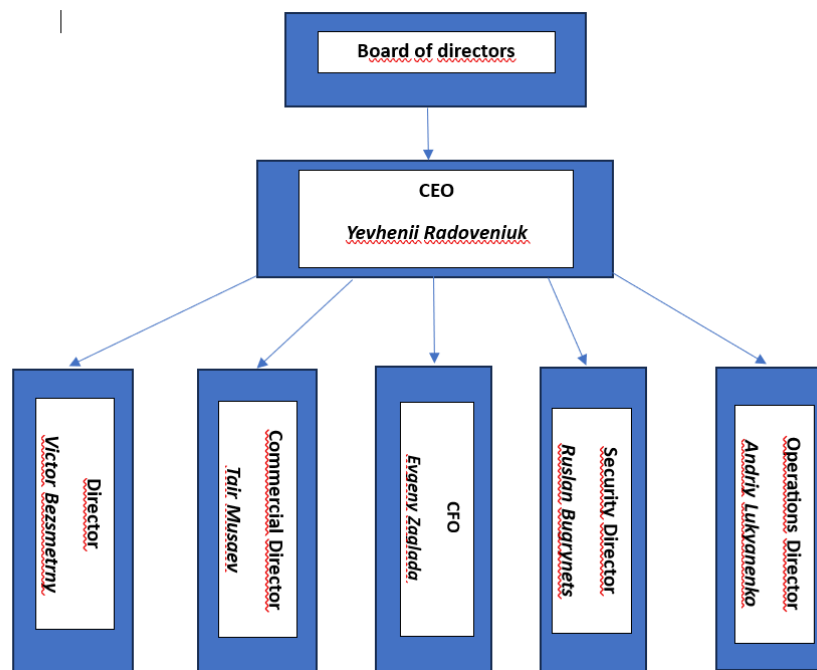 Board of directors
CEO
Yevhenii Radoveniuk
Director
Victor Bezsmetrny
Commercial Director
Tair Musaev
CFO
Evgeny Zaglada
Security Director
Ruslan Bugrynets
Operations Director
Andriy Lukyanenko